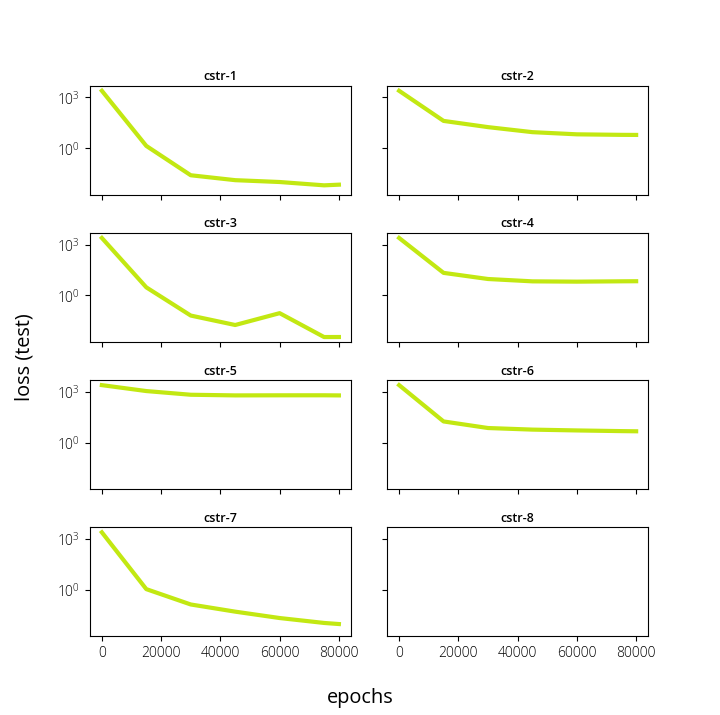 cstr-1
cstr-2
10³
10⁰
cstr-3
cstr-4
10³
10⁰
loss (test)
cstr-5
cstr-6
10³
10⁰
cstr-7
cstr-8
10³
10⁰
0 20000 40000 60000 80000
0 20000 40000 60000 80000
epochs